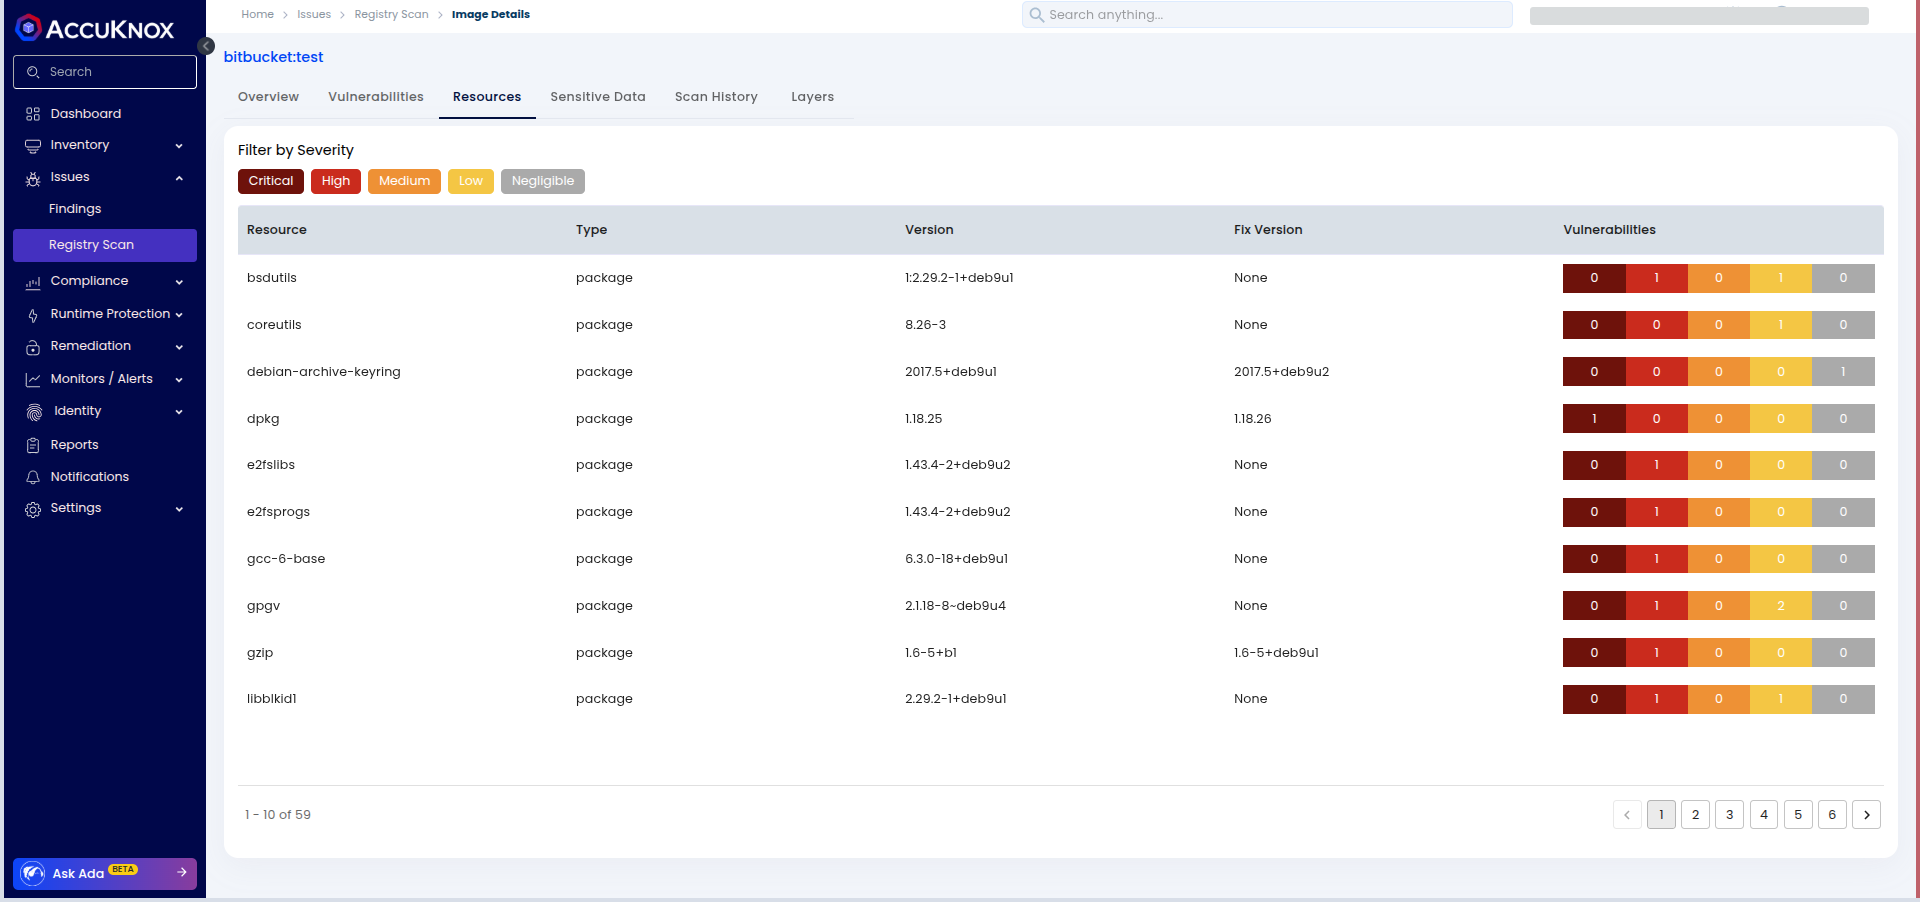 ACCUKNOX
Search
Dashboard
Inventory
Issues
Findings
Registry Scan
Compliance
Runtime Protection
Remediation
Monitors / Alerts
Identity
Reports
Notifications
Settings
Ask Ada BETA
Home > Issues > Registry Scan > Image Details
Search anything...
bitbucket:test
Overview Vulnerabilities Resources Sensitive Data Scan History Layers
Filter by Severity
Critical High Medium Low Negligible
Resource Type Version Fix Version Vulnerabilities
bsdutils package 1:2.29.2-1+deb9u1 None 0 1 0 1 0
coreutils package 8.26-3 None 0 0 0 1 0
debian-archive-keyring package 2017.5+deb9u1 2017.5+deb9u2 0 0 0 0 1
dpkg package 1.18.25 1.18.26 1 0 0 0 0
e2fslibs package 1.43.4-2+deb9u2 None 0 1 0 0 0
e2fsprogs package 1.43.4-2+deb9u2 None 0 1 0 0 0
gcc-6-base package 6.3.0-18+deb9u1 None 0 1 0 0 0
gpgv package 2.1.18-8~deb9u4 None 0 1 0 2 0
gzip package 1.6-5+b1 1.6-5+deb9u1 0 1 0 0 0
libblkid1 package 2.29.2-1+deb9u1 None 0 1 0 1 0
1 - 10 of 59 < 1 2 3 4 5 6 >